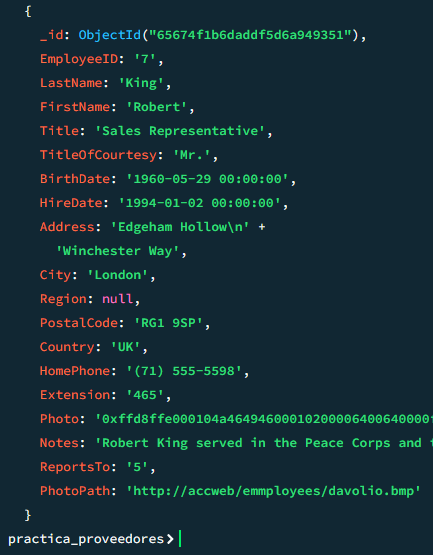 {
_id: ObjectId("65674f1b6daddf5d6a949351"),
EmployeeID: '7',
LastName: 'King',
FirstName: 'Robert',
Title: 'Sales Representative',
TitleOfCourtesy: 'Mr.',
BirthDate: '1960-05-29 00:00:00',
HireDate: '1994-01-02 00:00:00',
Address: 'Edgeham Hollow\n' +
'Winchester Way',
City: 'London',
Region: null,
PostalCode: 'RG1 9SP',
Country: 'UK',
HomePhone: '(71) 555-5598',
Extension: '465',
Photo: '0xffd8ffe000104a46494600010200006400640000
Notes: 'Robert King served in the Peace Corps and
ReportsTo: '5',
PhotoPath: 'http://accweb/emmployees/davolio.bmp'
}
practica_proveedores>